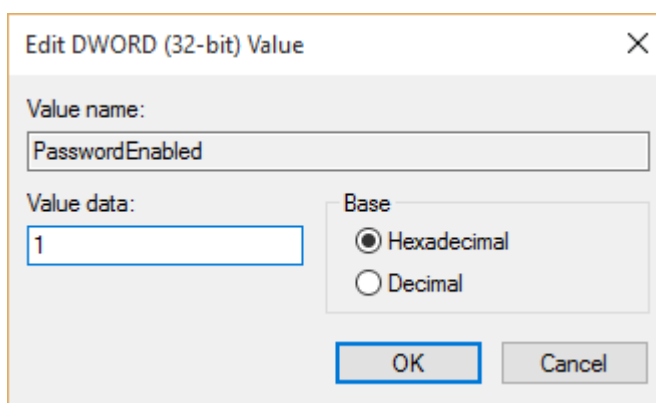 Edit DWORD (32-bit) Value
Value name:
PasswordEnabled
Value data:
1
Base
Hexadecimal
Decimal
OK
Cancel